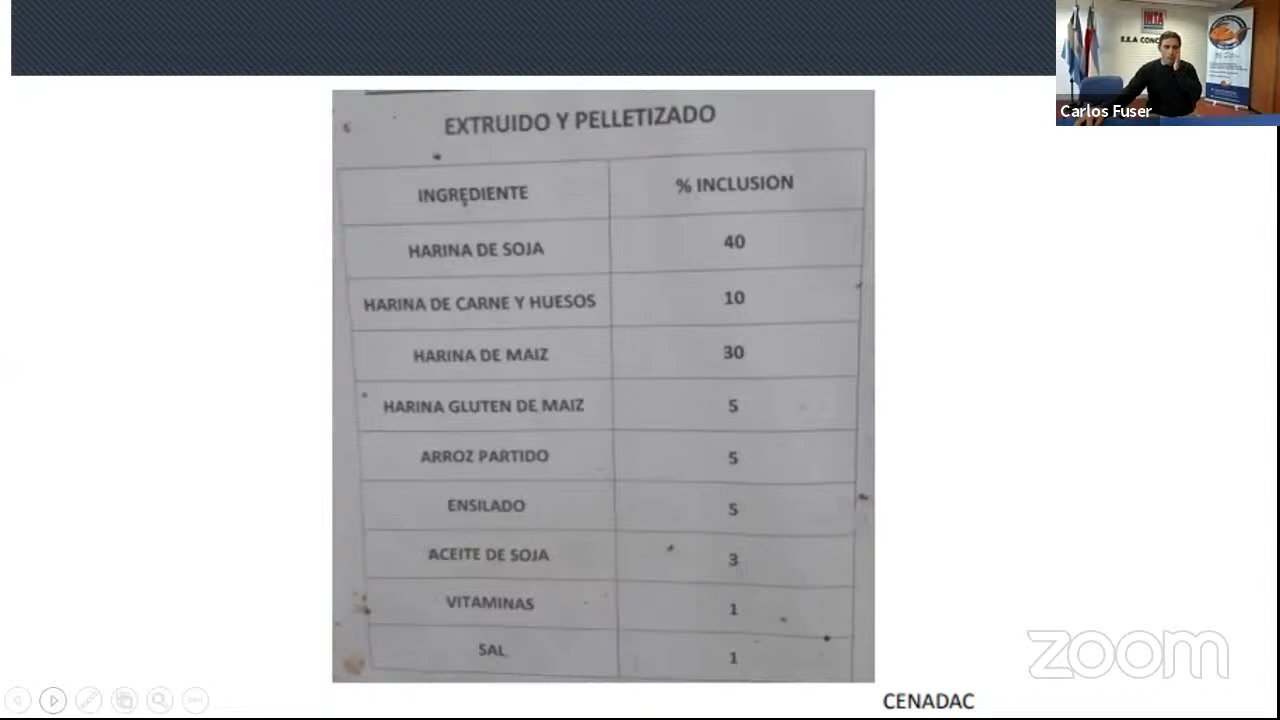 EXTRUIDO Y PELLETIZADO
INGREDIENTE % INCLUSION
HARINA DE SOJA 40
HARINA DE CARNE Y HUESOS 10
HARINA DE MAIZ 30
HARINA GLUTEN DE MAIZ 5
ARROZ PARTIDO 5
ENSILADO 5
ACEITE DE SOJA 3
VITAMINAS 1
SAL 1
CENADAC
INTA
Carlos Fuser
zoom